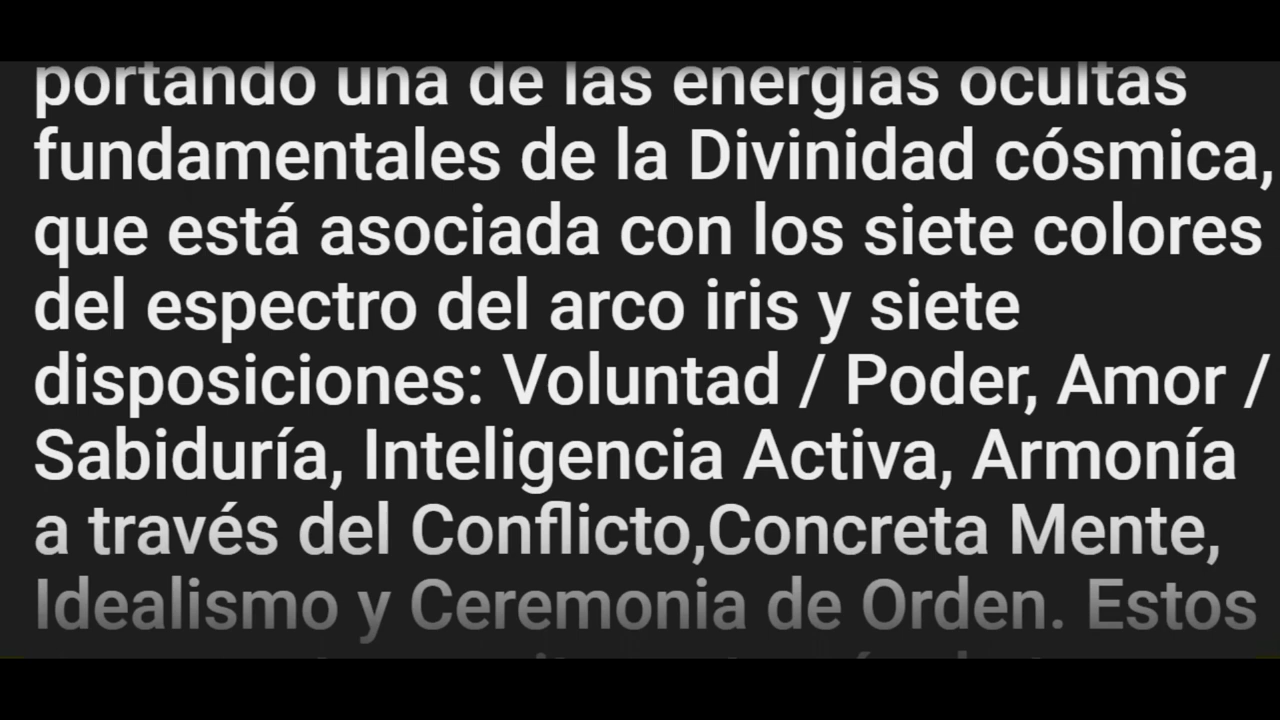 portando una de las energías ocultas
fundamentales de la Divinidad cósmica,
que está asociada con los siete colores
del espectro del arco iris y siete
disposiciones: Voluntad / Poder, Amor /
Sabiduría, Inteligencia Activa, Armonía
a través del Conflicto,Concreta Mente,
Idealismo y Ceremonia de Orden. Estos